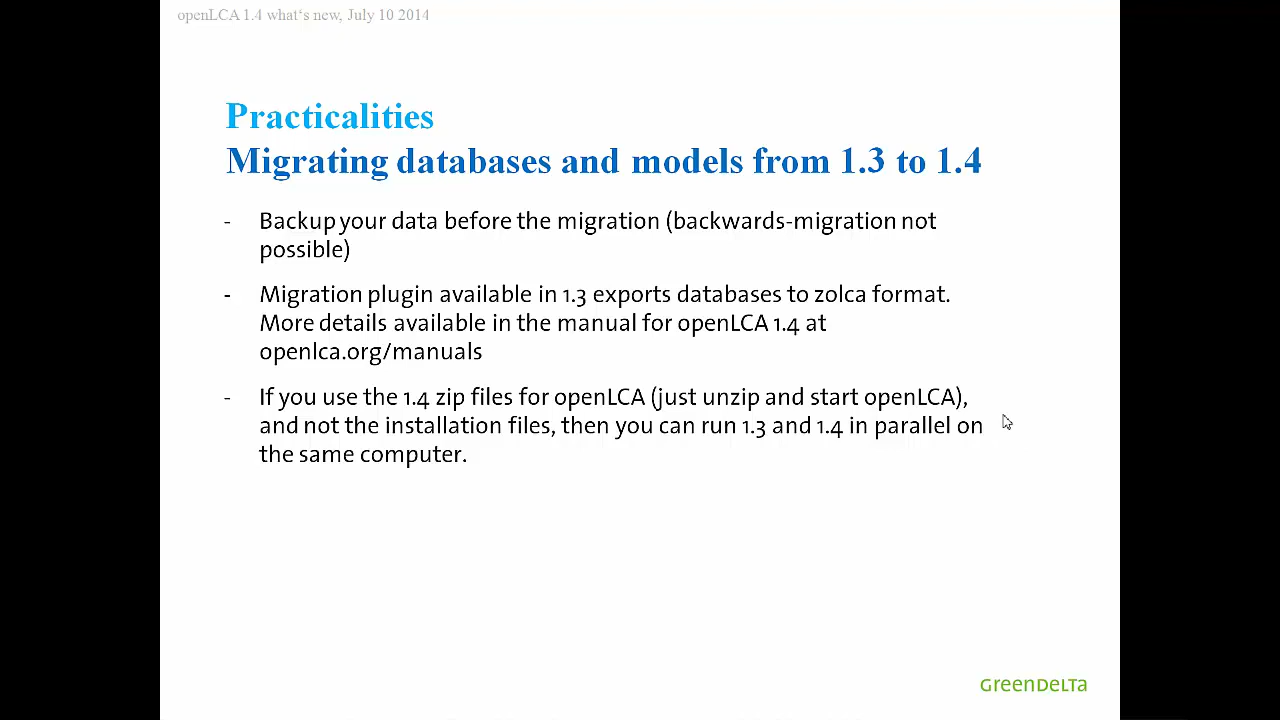 openLCA 1.4 what‘s new, July 10 2014
Practicalities
Migrating databases and models from 1.3 to 1.4
- Backup your data before the migration (backwards-migration not
possible)
- Migration plugin available in 1.3 exports databases to zolca format.
More details available in the manual for openLCA 1.4 at
openlca.org/manuals
- If you use the 1.4 zip files for openLCA (just unzip and start openLCA),
and not the installation files, then you can run 1.3 and 1.4 in parallel on
the same computer.
GreenDeLTa